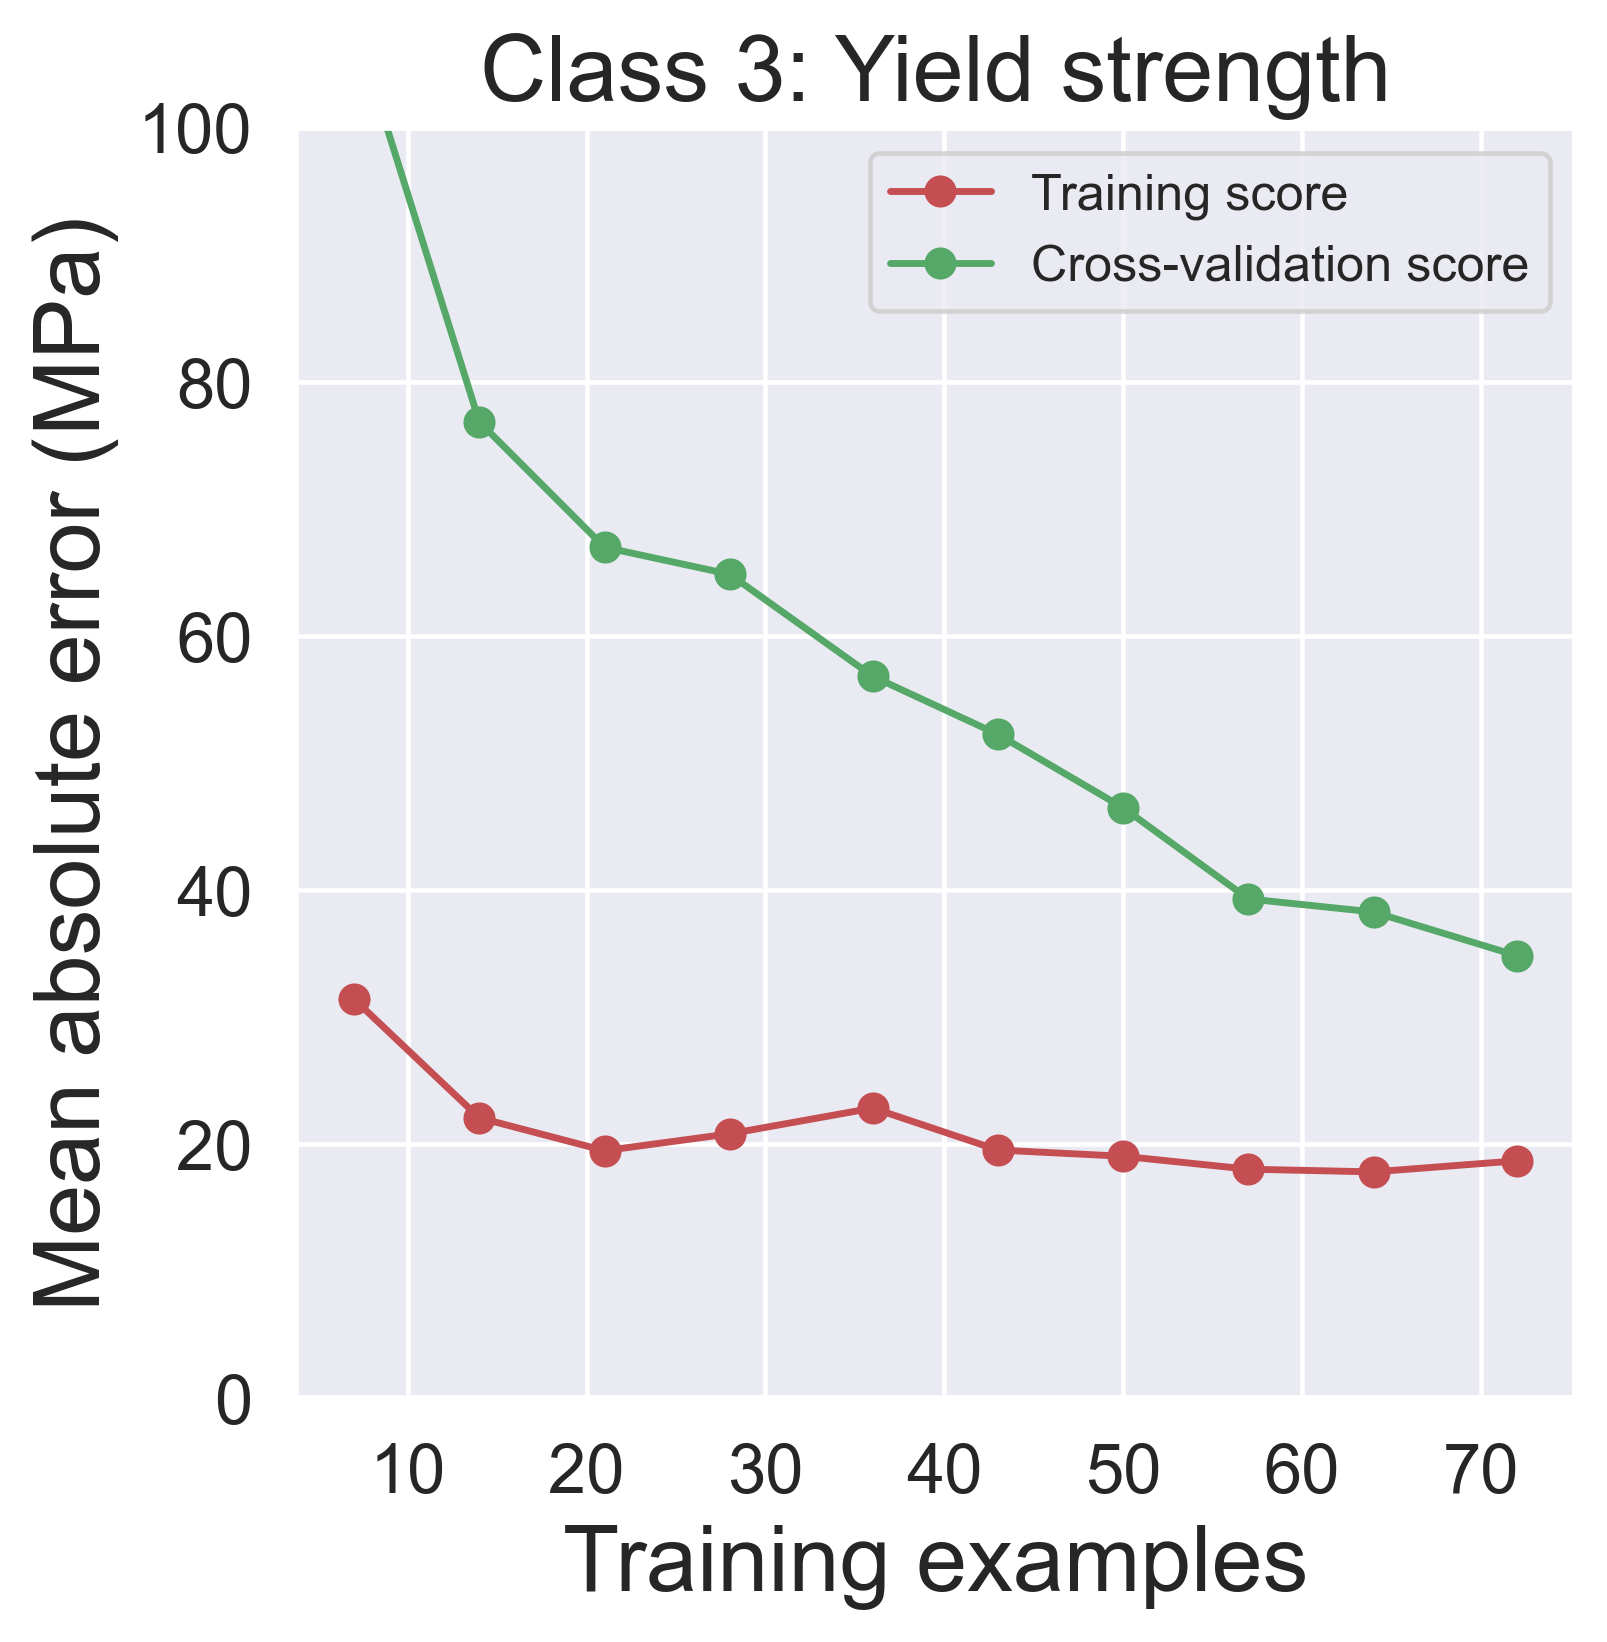 Class 3: Yield strength
100
80
60
40
20
0
Mean absolute error (MPa)
Training score
Cross-validation score
10 20 30 40 50 60 70
Training examples